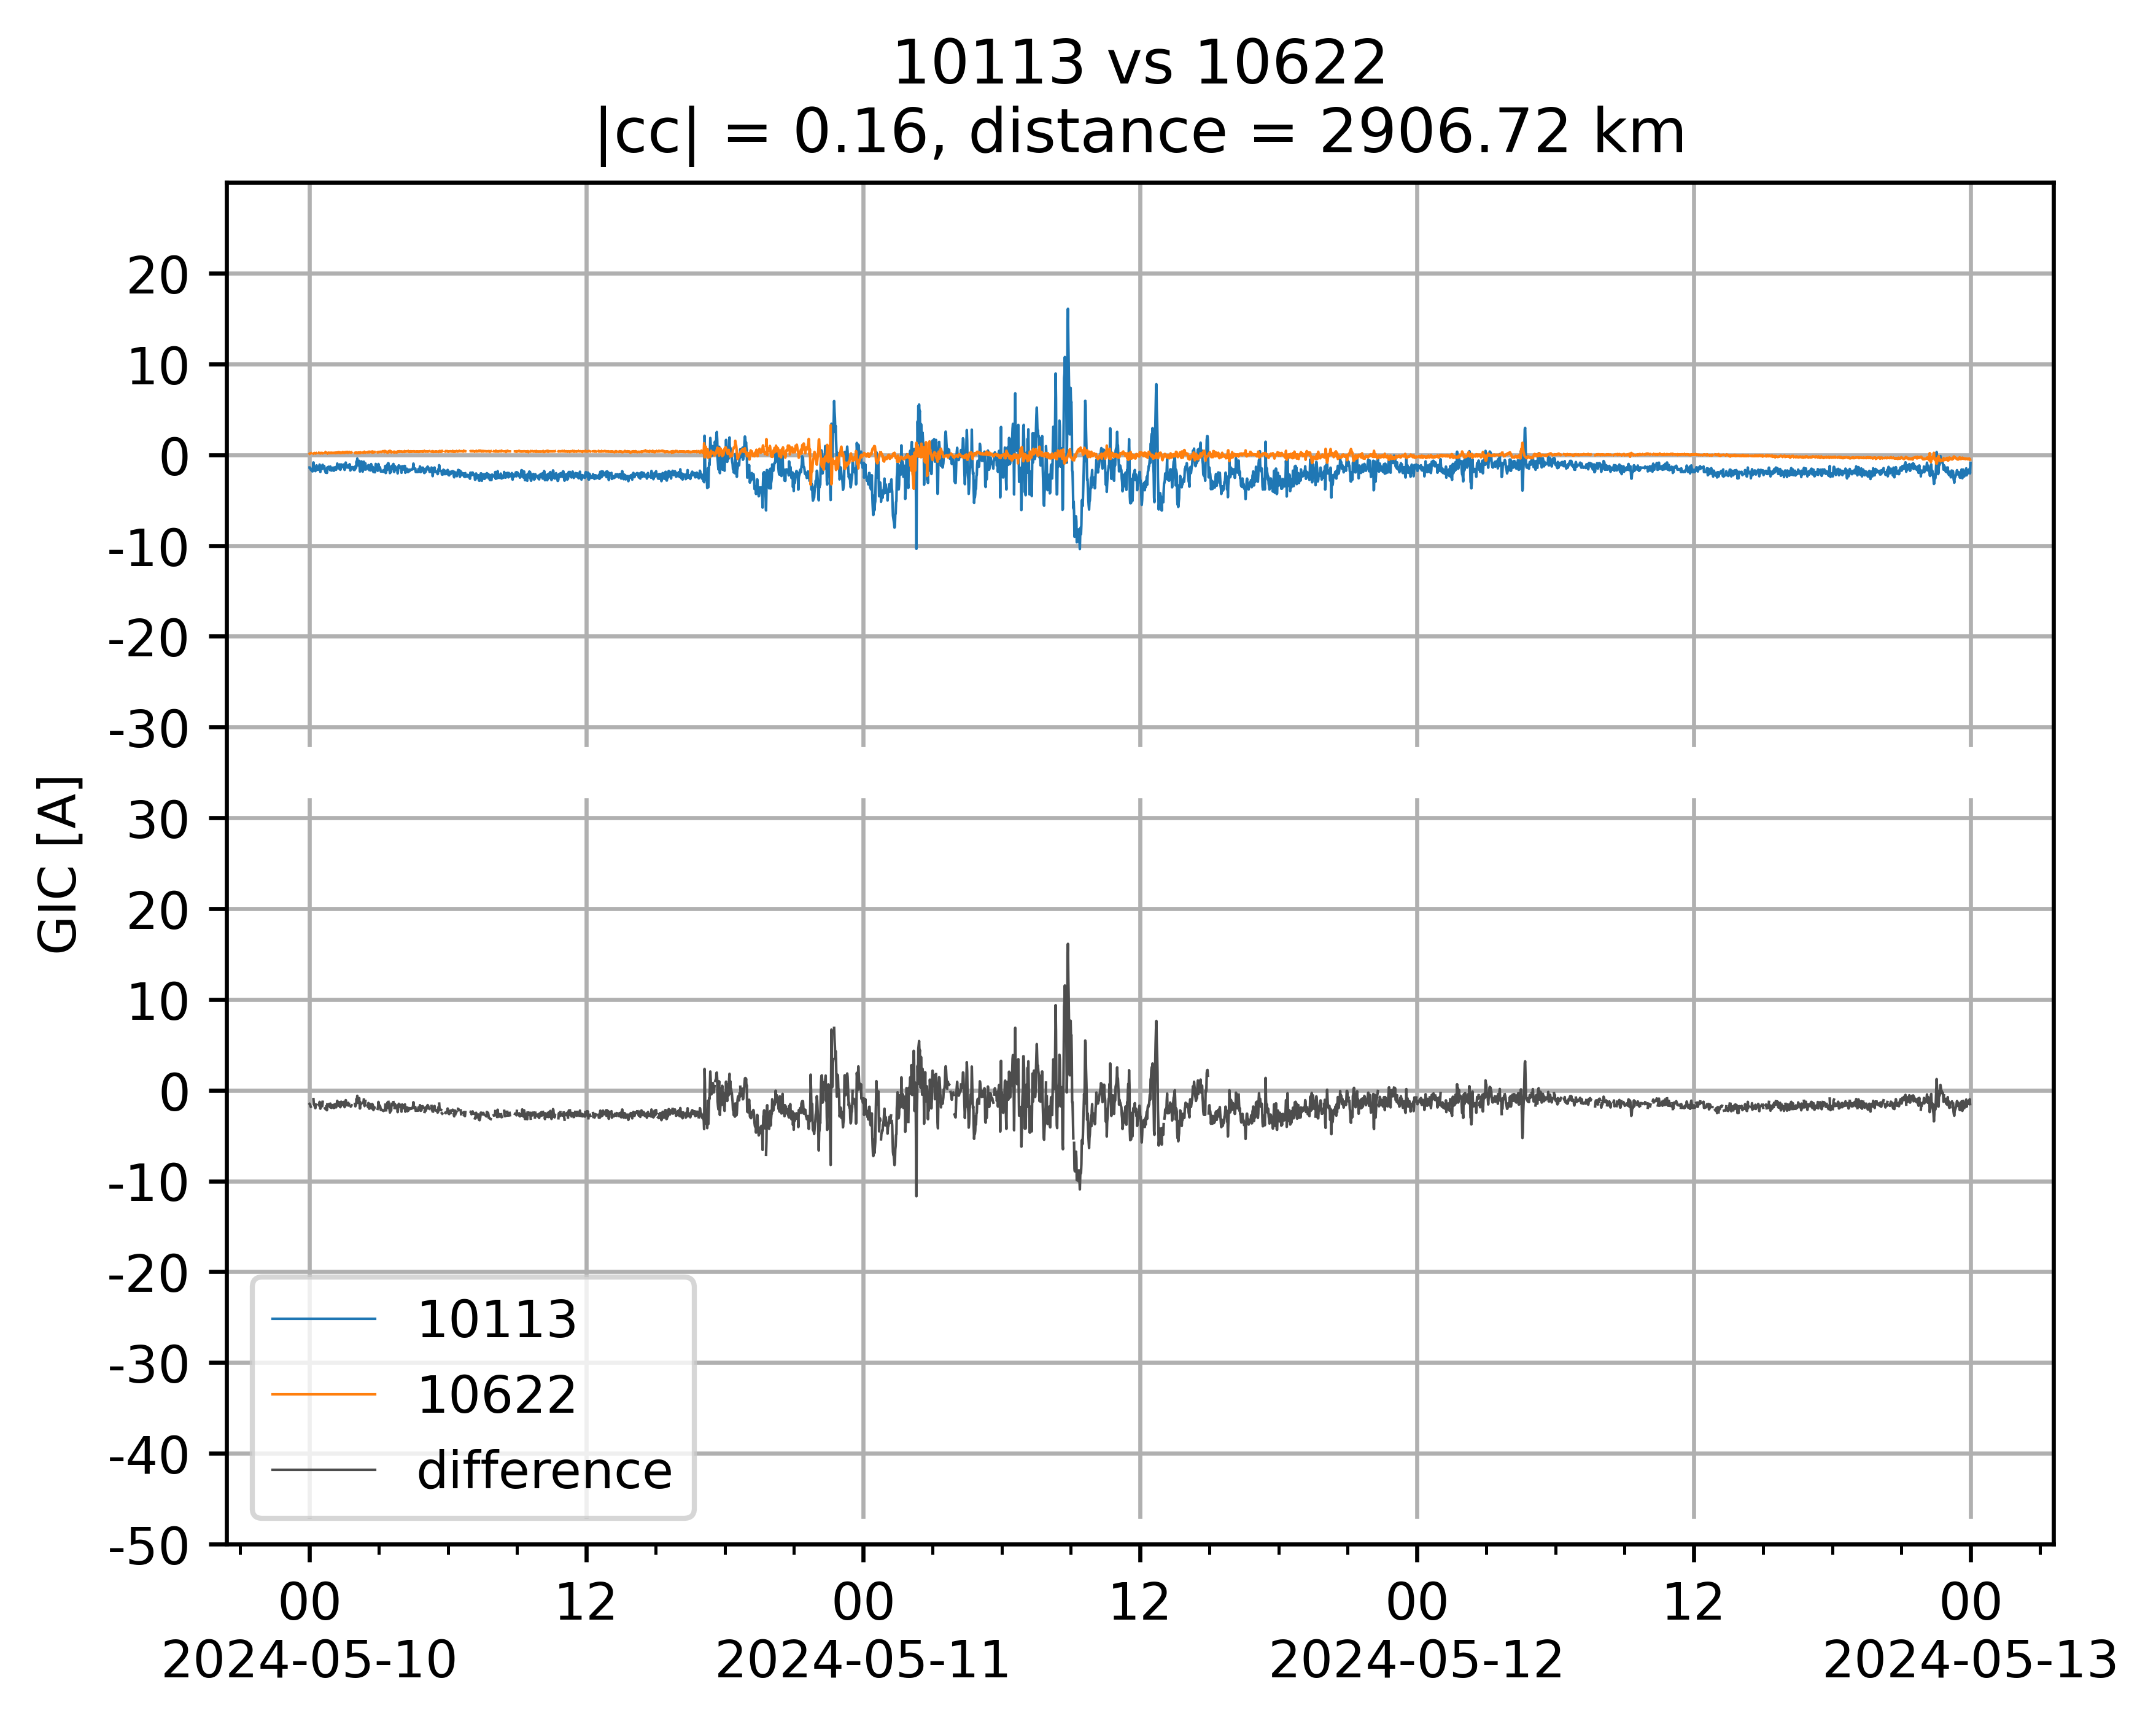 10113 vs 10622
|cc| = 0.16, distance = 2906.72 km
GIC [A]
20
10
0
-10
-20
-30
30
20
10
0
-10
-20
-30
-40
-50
10113
10622
difference
00 12 00 12 00 12 00
2024-05-10 2024-05-11 2024-05-12 2024-05-13